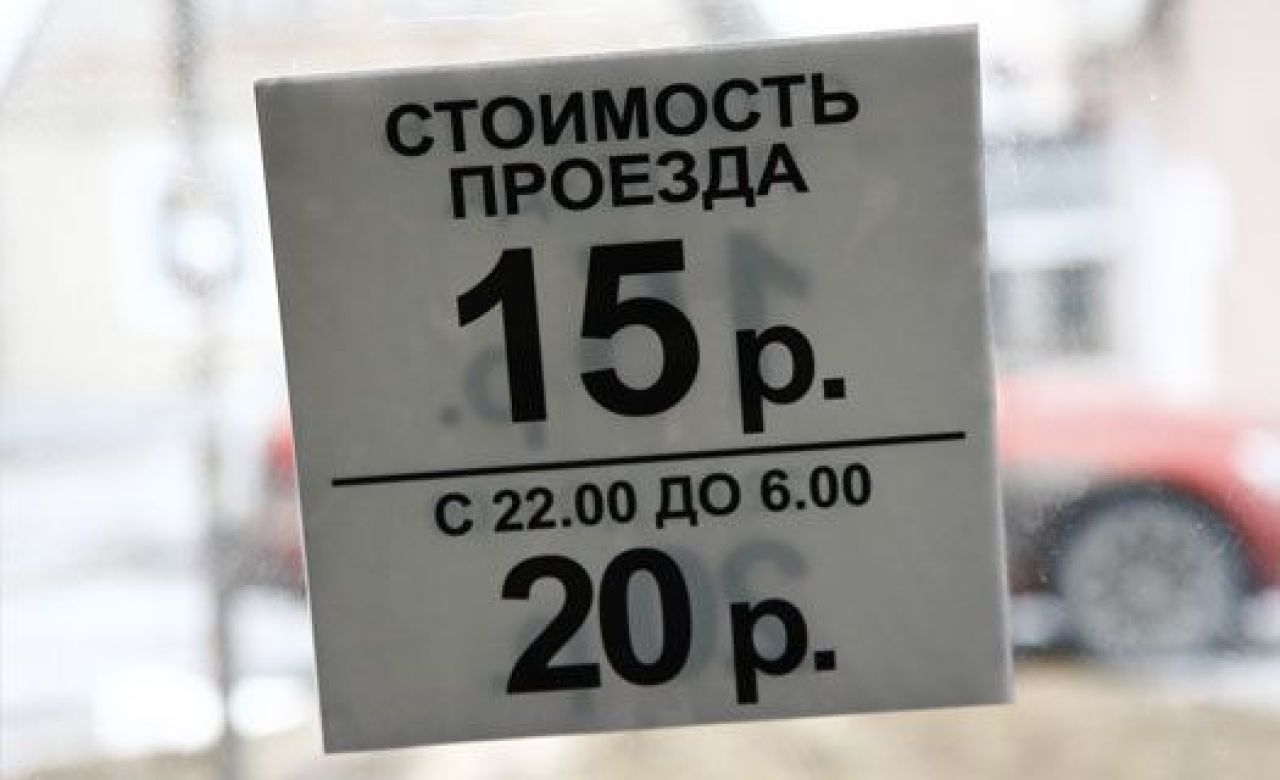 СТОИМОСТЬ
ПРОЕЗДА
15 р.
С 22.00 ДО 6.00
20 р.